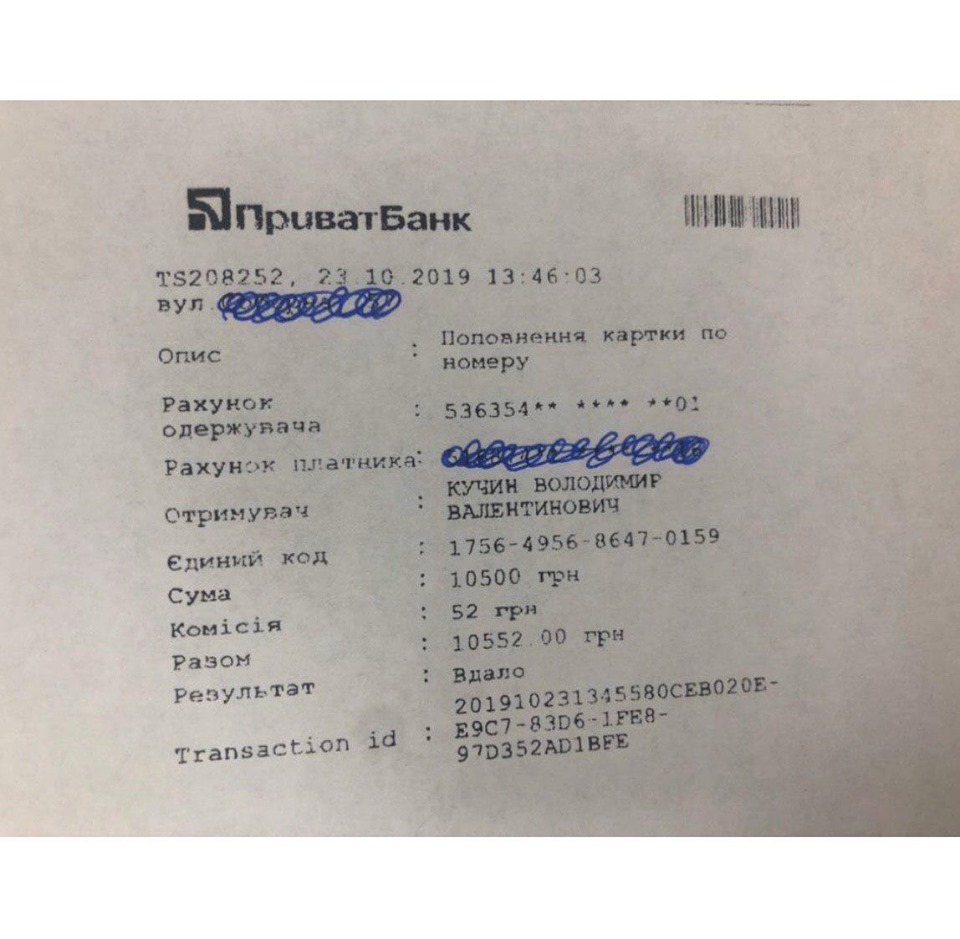 ПриватБанк
TS208252, 23.10.2019 13:46:03
вул.
Опис : Поповнення картки по
номеру
Рахунок
одержувача : 536354** **** **01
Рахунок платника:
Отримувач : КУЧИН ВОЛОДИМИР
ВАЛЕНТИНОВИЧ
Єдиний код : 1756-4956-8647-0159
Сума : 10500 грн
Комісія : 52 грн
Разом : 10552.00 грн
Результат : Вдало
Transaction id : 201910231345580CEB020E-
E9C7-83D6-1FE8-
97D352AD1BFE